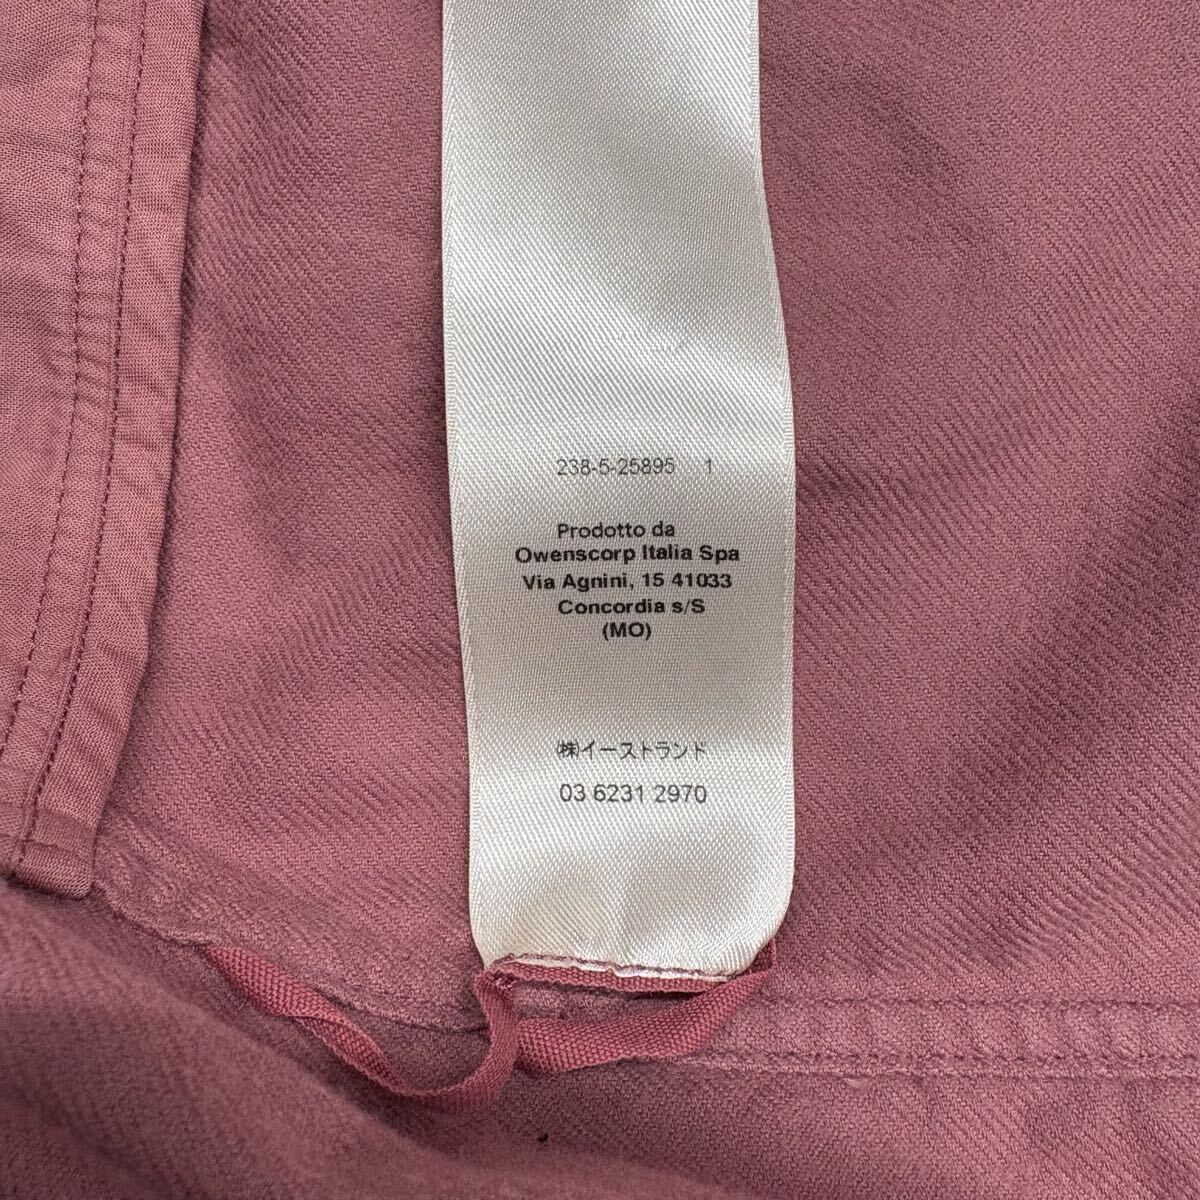 238-5-25895 1
Prodotto da
Owenscorp Italia Spa
Via Agnini, 15 41033
Concordia s/S
(MO)
㈱イーストランド
03 6231 2970